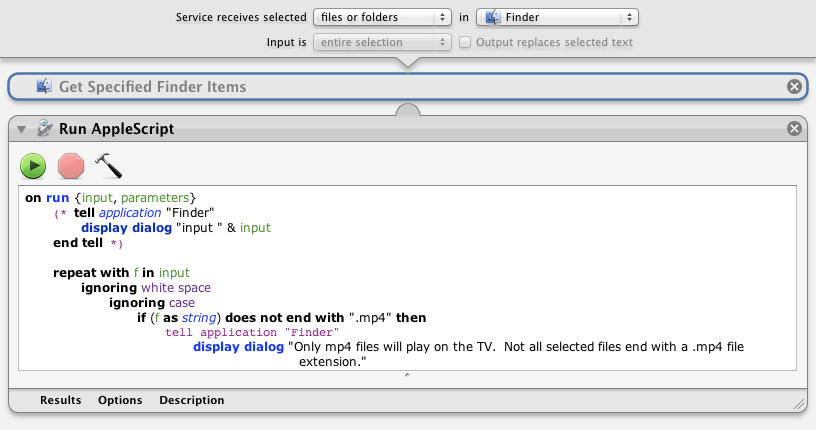 Service receives selected files or folders in Finder
Input is entire selection Output replaces selected text
Get Specified Finder Items
Run AppleScript
on run {input, parameters}
(* tell application "Finder"
display dialog "input " & input
end tell *)
repeat with f in input
ignoring white space
ignoring case
if (f as string) does not end with ".mp4" then
tell application "Finder"
display dialog "Only mp4 files will play on the TV.  Not all selected files end with a .mp4 file
extension."
Results Options Description